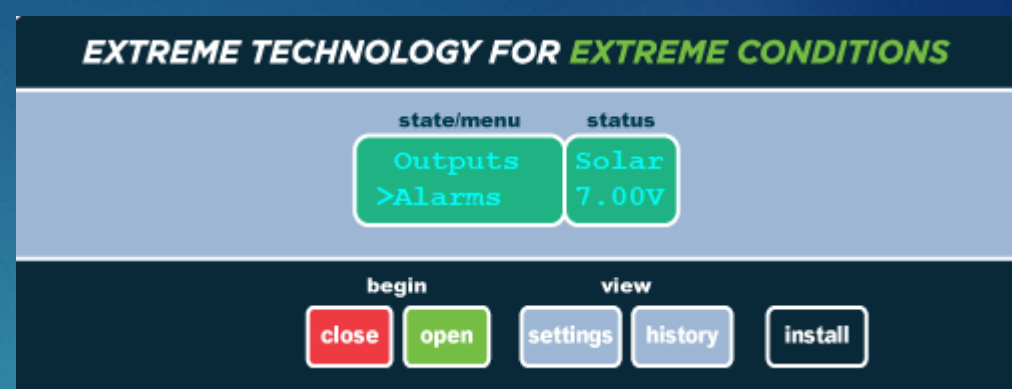 EXTREME TECHNOLOGY FOR EXTREME CONDITIONS
state/menu status
Outputs Solar
>Alarms 7.00V
begin view
close open settings history install